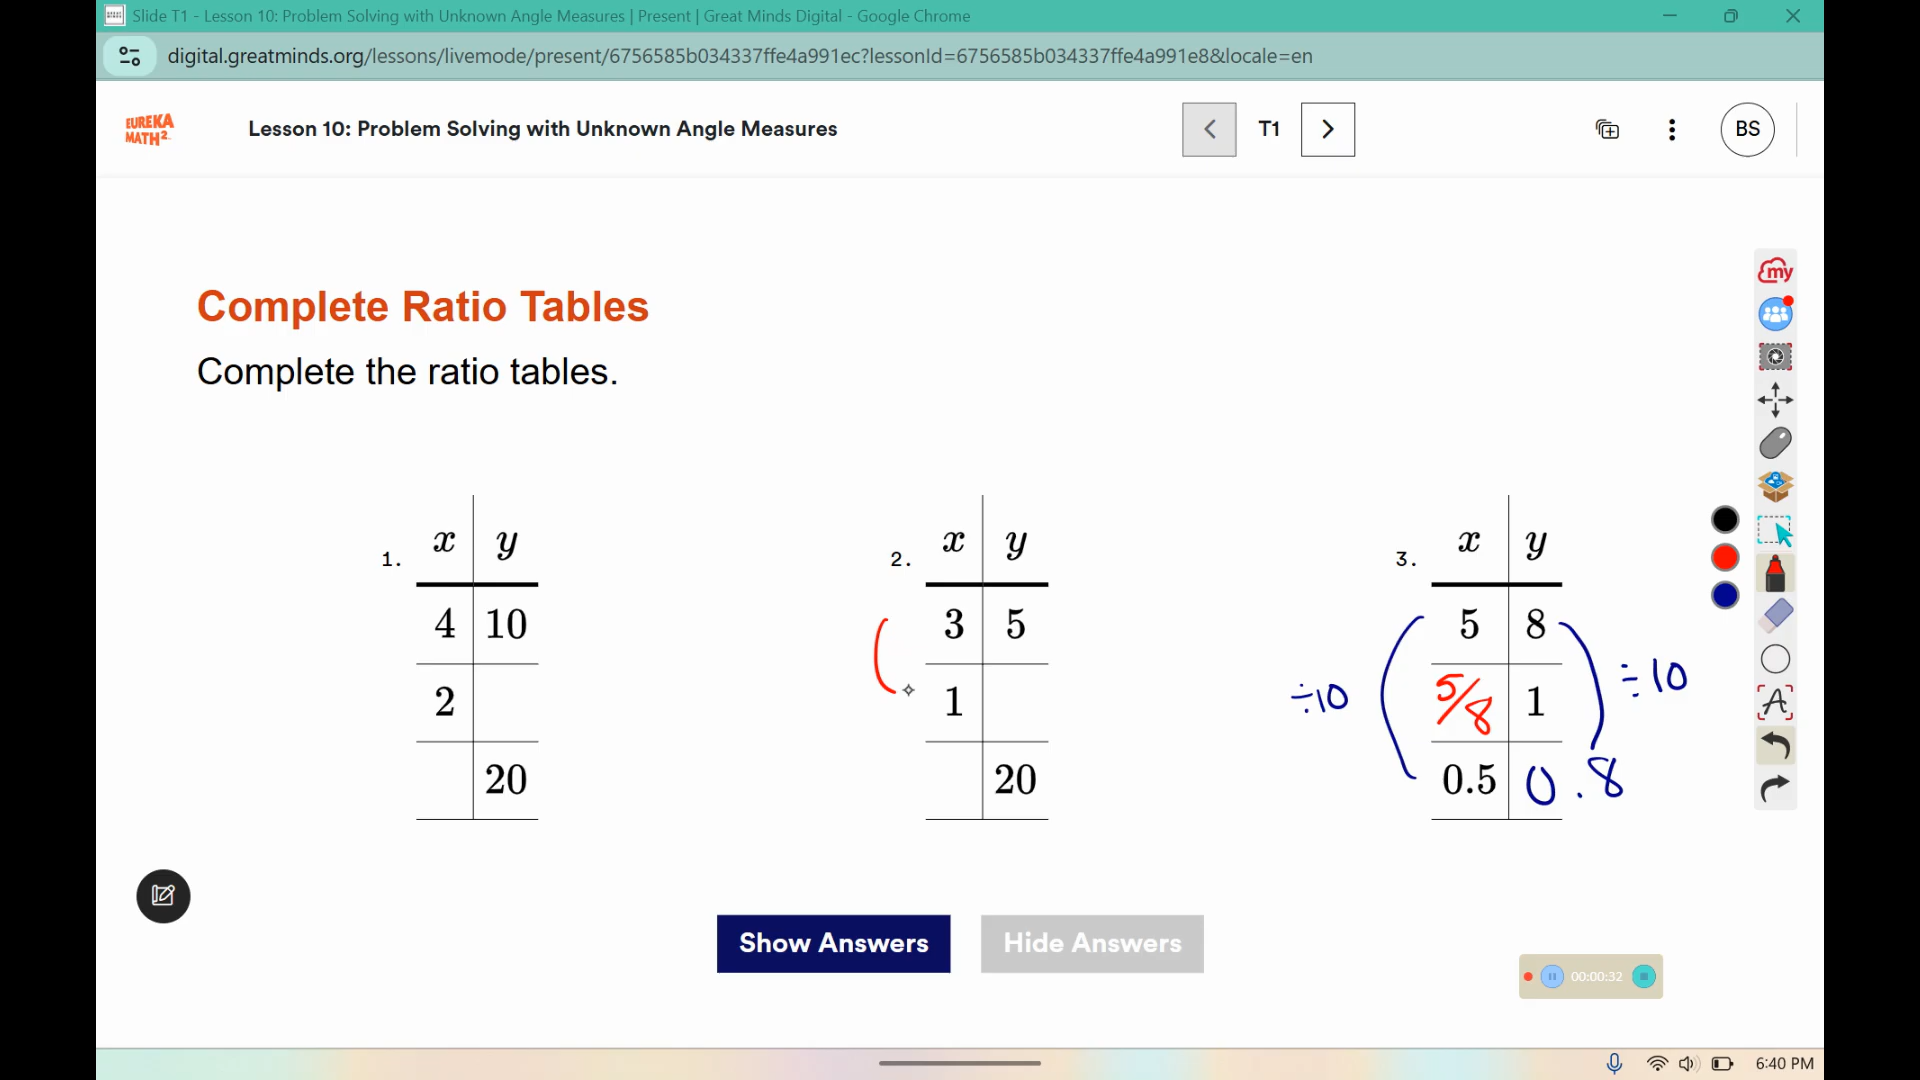 Slide T1 - Lesson 10: Problem Solving with Unknown Angle Measures | Present | Great Minds Digital - Google Chrome
digital.greatminds.org/lessons/livemode/present/6756585b034337ffe4a991ec?lessonId=6756585b034337ffe4a991e8&locale=en
EUREKA MATH²
Lesson 10: Problem Solving with Unknown Angle Measures
T1
BS
my
Complete Ratio Tables
Complete the ratio tables.
1. x y
4 10
2
20
2. x y
3 5
1
20
3. x y
5 8
5/8 1
0.5 0.8
÷10
÷10
A
Show Answers
Hide Answers
00:00:32
6:40 PM